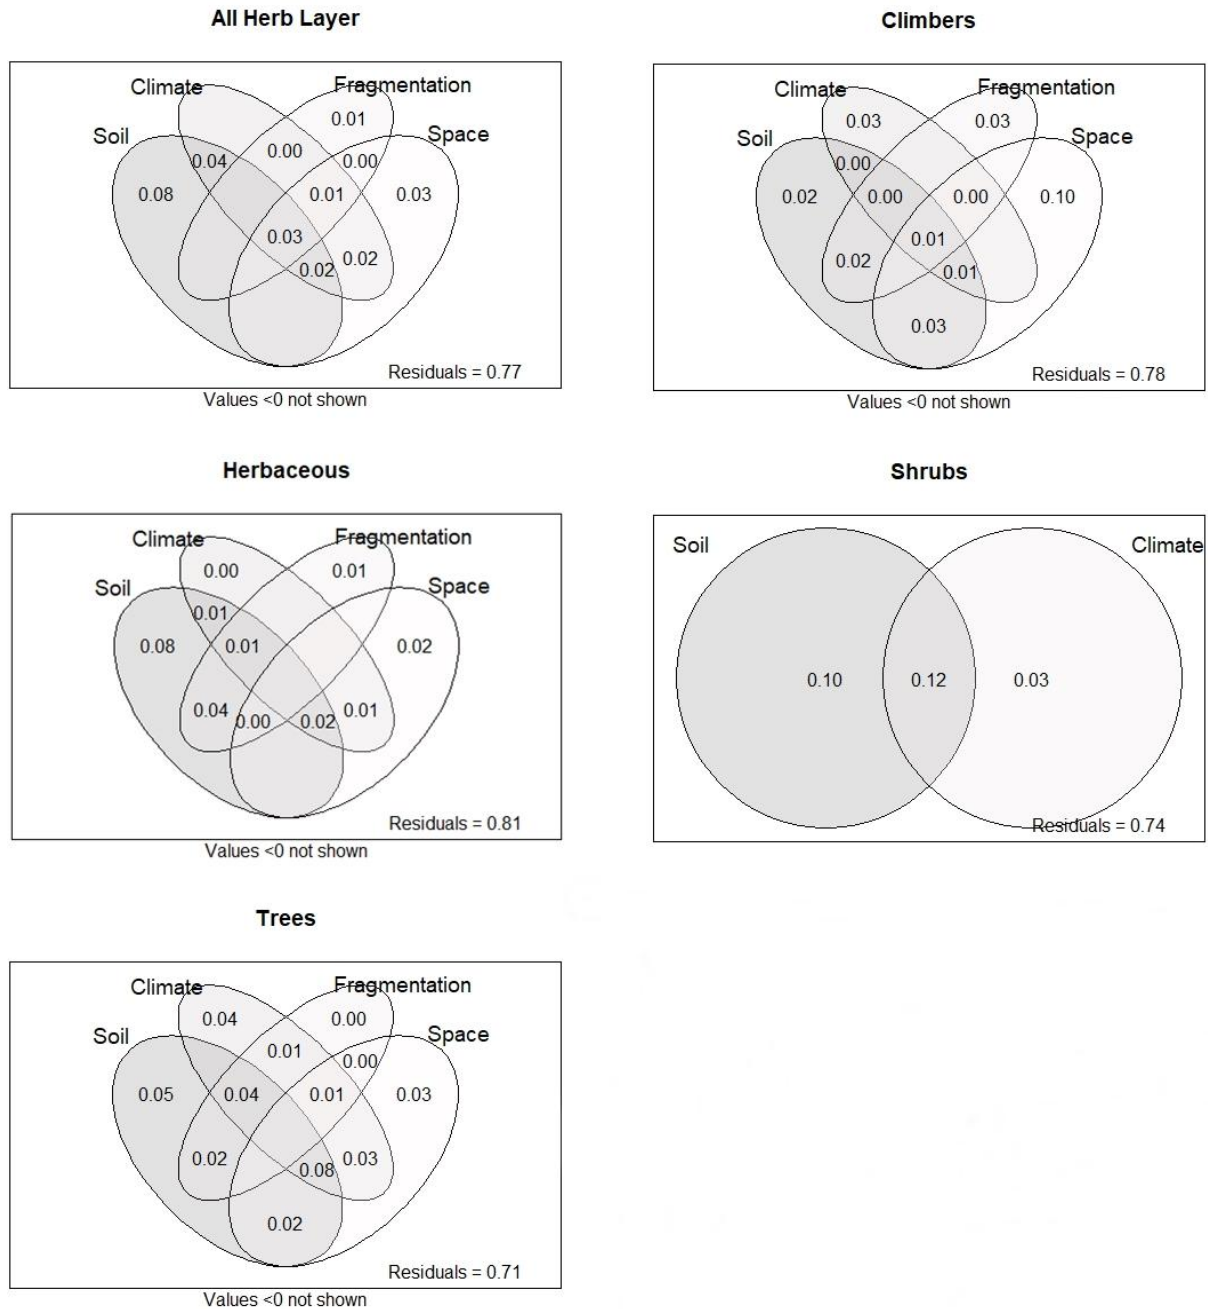 All Herb Layer
Climate Fragmentation
Soil Space
0.01
0.04 0.00 0.00
0.08 0.01 0.03
0.03
0.02 0.02
Residuals = 0.77
Values <0 not shown
Climbers
Climate Fragmentation
Soil Space
0.03 0.03
0.00
0.02 0.00 0.00 0.10
0.01
0.02 0.01
0.03
Residuals = 0.78
Values <0 not shown
Herbaceous
Climate Fragmentation
Soil Space
0.00 0.01
0.01
0.08 0.01 0.02
0.04 0.00 0.02 0.01
Residuals = 0.81
Values <0 not shown
Shrubs
Soil Climate
0.10 0.12 0.03
Residuals = 0.74
Trees
Climate Fragmentation
Soil Space
0.04 0.00
0.01 0.00
0.05 0.04 0.01 0.03
0.02 0.08 0.03
0.02
Residuals = 0.71
Values <0 not shown